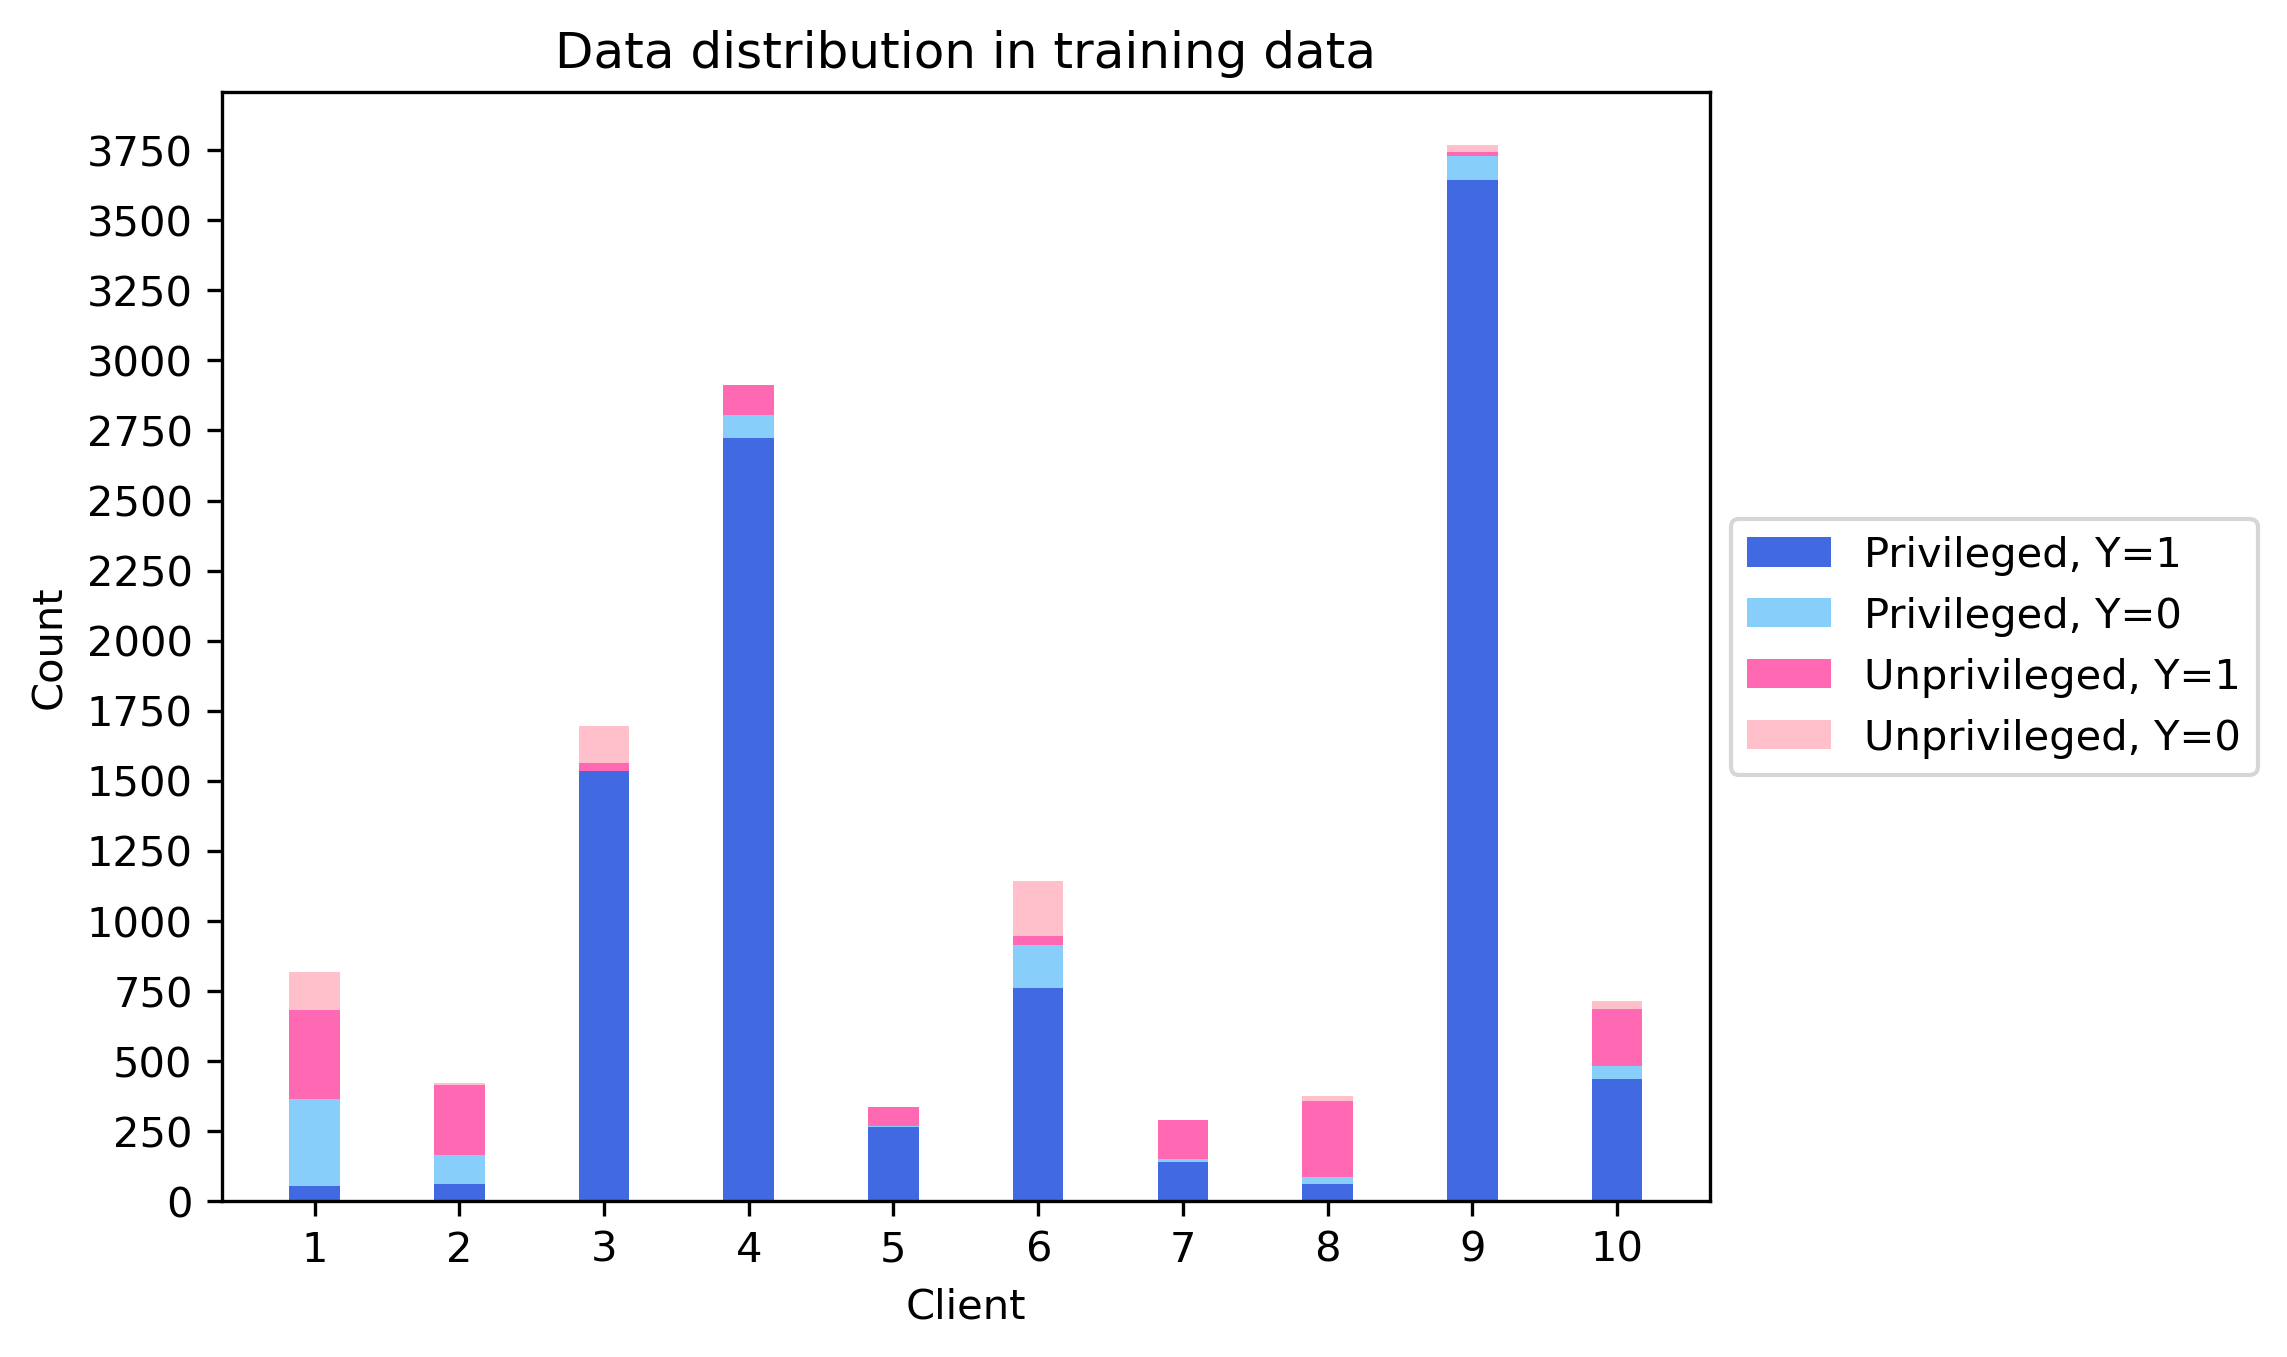 Data distribution in training data
3750
3500
3250
3000
2750
2500
2250
2000
1750
1500
1250
1000
750
500
250
0
Count
1 2 3 4 5 6 7 8 9 10
Client
Privileged, Y=1
Privileged, Y=0
Unprivileged, Y=1
Unprivileged, Y=0